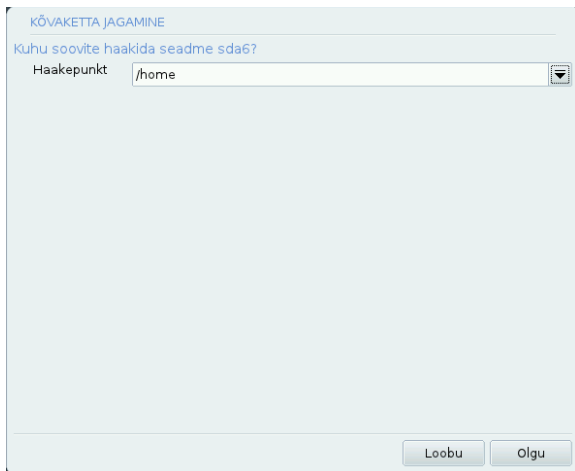 KÕVAKETTA JAGAMINE
Kuhu soovite haakida seadme sda6?
Haakepunkt /home
Loobu Olgu